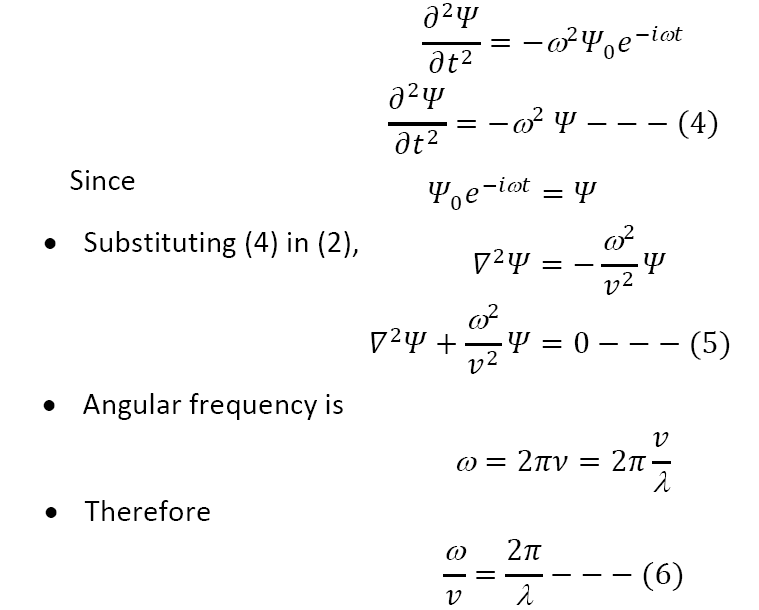 ∂²Ψ/∂t² = −ω²Ψ₀e^{−iωt}
∂²Ψ/∂t² = −ω² Ψ − − − (4)
Since Ψ₀e^{−iωt} = Ψ
• Substituting (4) in (2), ∇²Ψ = −ω²/v² Ψ
∇²Ψ + ω²/v² Ψ = 0 − − − (5)
• Angular frequency is
ω = 2πν = 2π v/λ
• Therefore
ω/v = 2π/λ − − − (6)